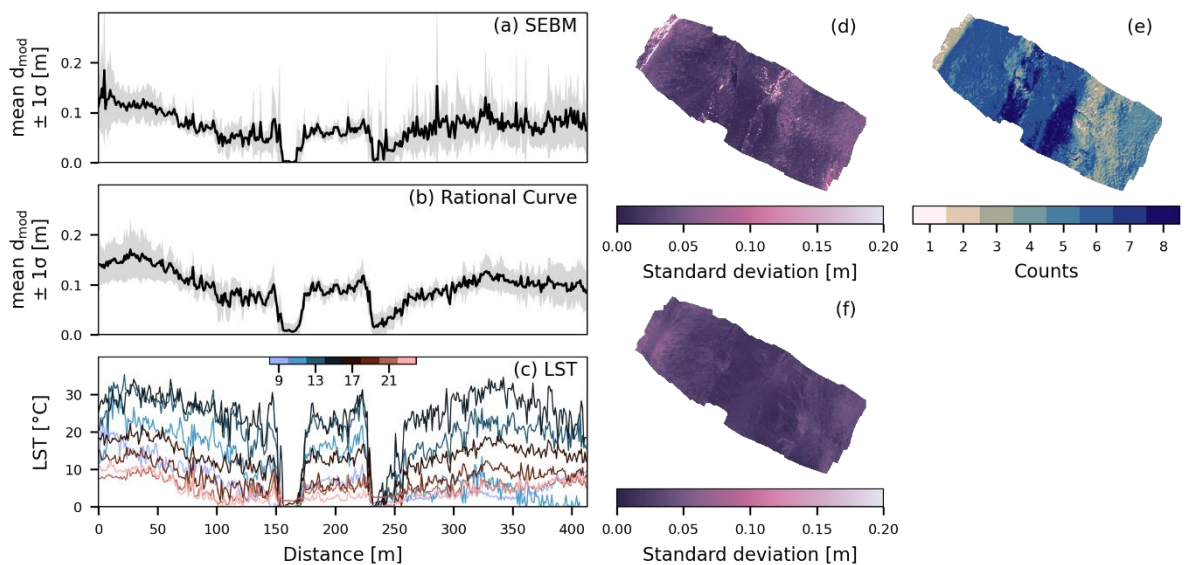 (a) SEBM
mean d_mod
± 1σ [m]
0.2
0.1
0.0
(b) Rational Curve
mean d_mod
± 1σ [m]
0.2
0.1
0.0
(c) LST
9 13 17 21
LST [°C]
30
20
10
0
0 50 100 150 200 250 300 350 400
Distance [m]
(d)
0.00 0.05 0.10 0.15 0.20
Standard deviation [m]
(e)
1 2 3 4 5 6 7 8
Counts
(f)
0.00 0.05 0.10 0.15 0.20
Standard deviation [m]